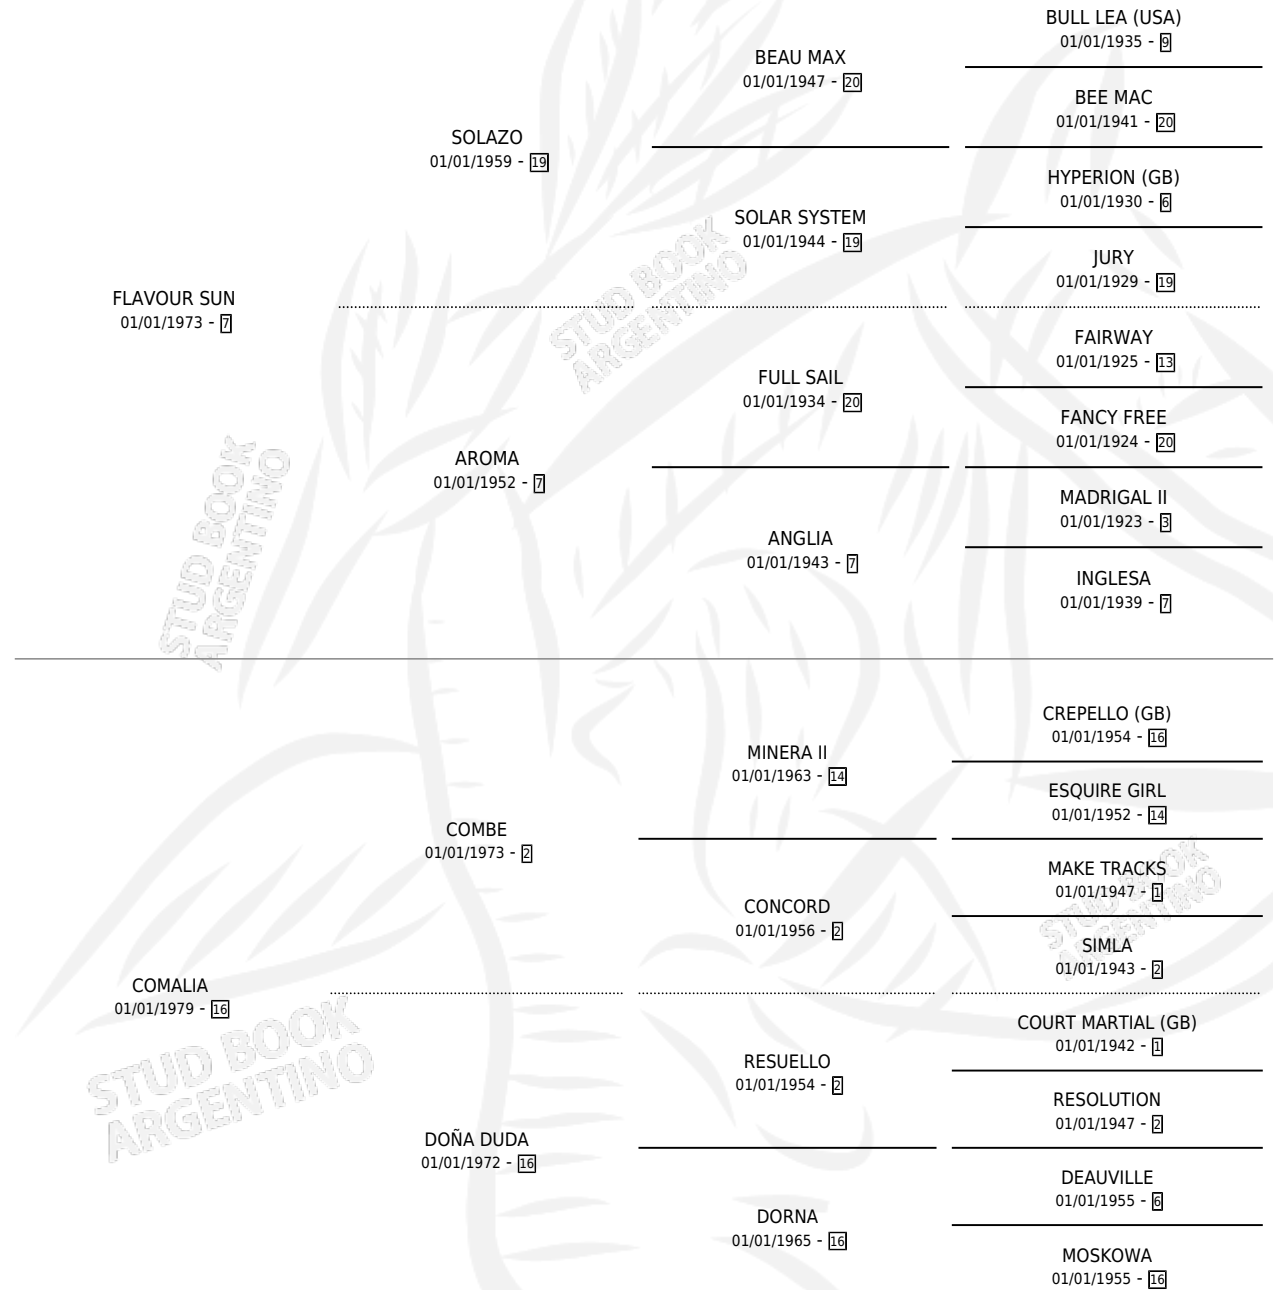 BULL LEA (USA)
01/01/1935 - 9
BEAU MAX
01/01/1947 - 20
BEE MAC
01/01/1941 - 20
SOLAZO
01/01/1959 - 19
HYPERION (GB)
01/01/1930 - 6
SOLAR SYSTEM
01/01/1944 - 19
JURY
01/01/1929 - 19
FLAVOUR SUN
01/01/1973 - 7
FAIRWAY
01/01/1925 - 13
FULL SAIL
01/01/1934 - 20
FANCY FREE
01/01/1924 - 20
AROMA
01/01/1952 - 7
MADRIGAL II
01/01/1923 - 3
ANGLIA
01/01/1943 - 7
INGLESA
01/01/1939 - 7
CREPELLO (GB)
01/01/1954 - 16
MINERA II
01/01/1963 - 14
ESQUIRE GIRL
01/01/1952 - 14
COMBE
01/01/1973 - 2
MAKE TRACKS
01/01/1947 - 1
CONCORD
01/01/1956 - 2
SIMLA
01/01/1943 - 2
COMALIA
01/01/1979 - 16
COURT MARTIAL (GB)
01/01/1942 - 1
RESUELLO
01/01/1954 - 2
RESOLUTION
01/01/1947 - 2
DOÑA DUDA
01/01/1972 - 16
DEAUVILLE
01/01/1955 - 6
DORNA
01/01/1965 - 16
MOSKOWA
01/01/1955 - 16
STUD BOOK
ARGENTINO
STUD BOOK
ARGENTINO
STUD BOOK
ARGENTINO
STUD BOOK
ARGENTINO